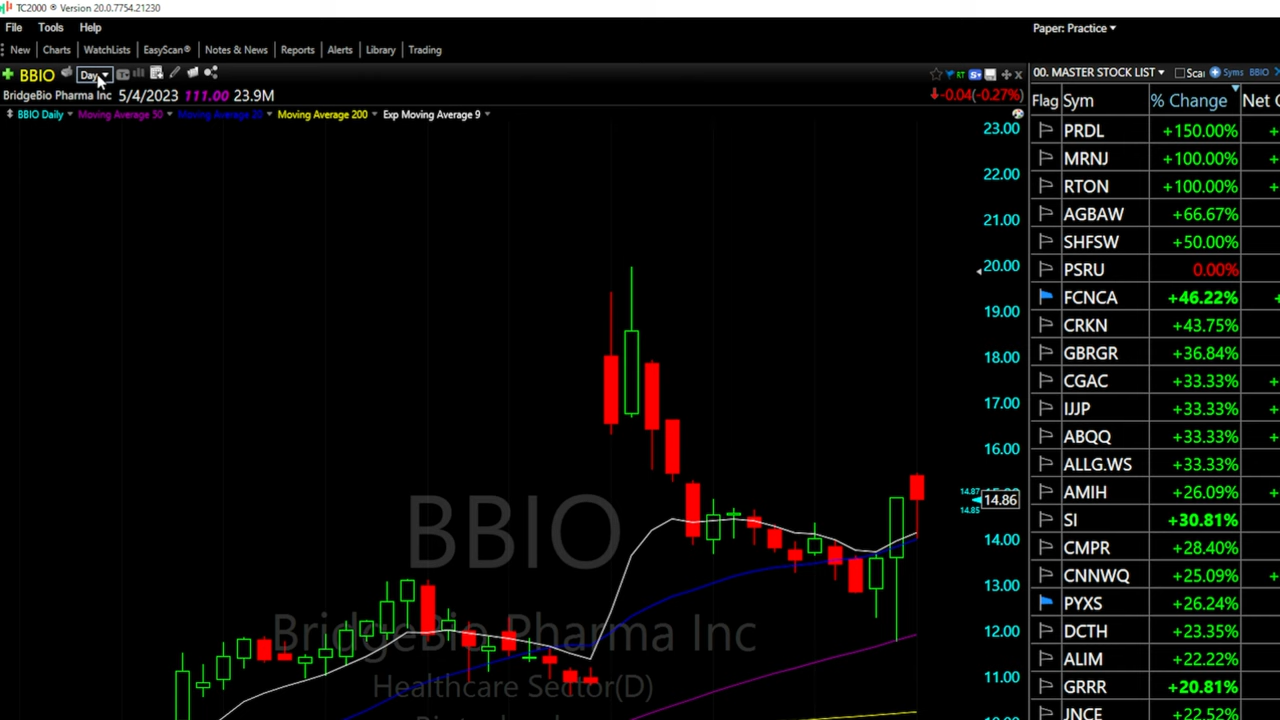 TC2000 ® Version 20.0.7754.21230
File Tools Help
Paper: Practice
New Charts WatchLists EasyScan® Notes & News Reports Alerts Library Trading
BBIO Day RT S+
00. MASTER STOCK LIST Scan Syms BBIO
BridgeBio Pharma Inc 5/4/2023 111.00 23.9M -0.04(-0.27%)
Flag Sym % Change Net C
BBIO Daily Moving Average 50 Moving Average 20 Moving Average 200 Exp Moving Average 9
23.00
22.00
21.00
20.00
19.00
18.00
17.00
16.00
14.87
14.86
14.85
14.00
13.00
12.00
11.00
BBIO
BridgeBio Pharma Inc
Healthcare Sector(D)
PRDL +150.00% +
MRNJ +100.00% +
RTON +100.00% +
AGBAW +66.67%
SHFSW +50.00%
PSRU 0.00%
FCNCA +46.22% +
CRKN +43.75%
GBRGR +36.84%
CGAC +33.33% +
IJJP +33.33% +
ABQQ +33.33% +
ALLG.WS +33.33%
AMIH +26.09% +
SI +30.81%
CMPR +28.40%
CNNWQ +25.09% +
PYXS +26.24%
DCTH +23.35%
ALIM +22.22%
GRRR +20.81%
JNCE +22.52%